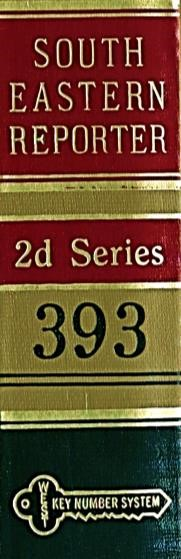 SOUTH
EASTERN
REPORTER
2d Series
393
WEST KEY NUMBER SYSTEM